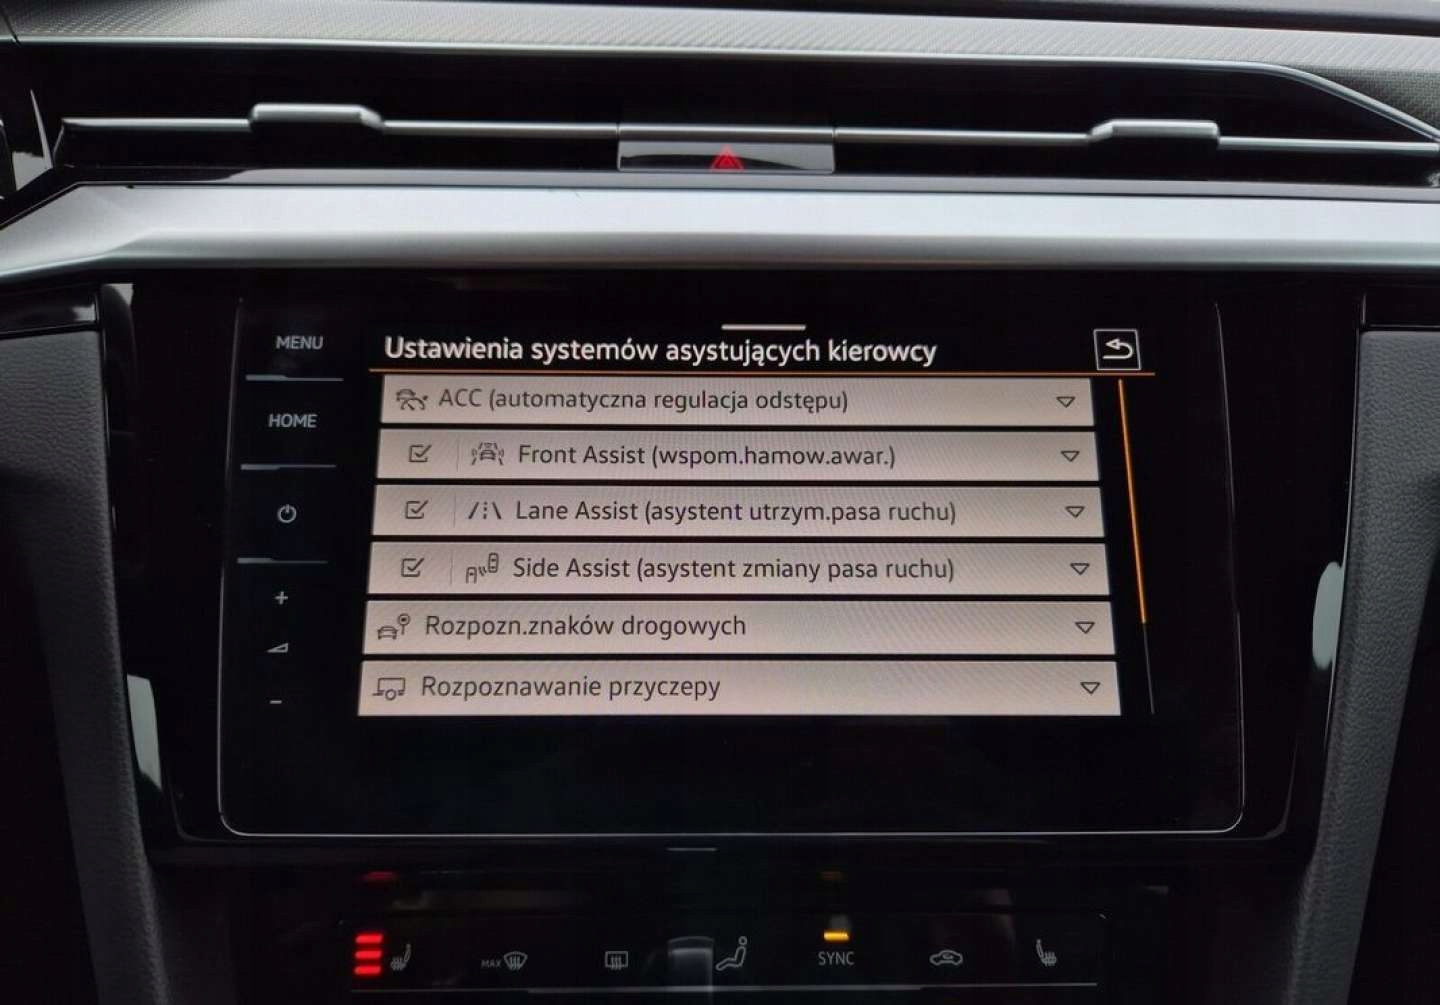 MENU
HOME
+
-
Ustawienia systemów asystujących kierowcy
ACC (automatyczna regulacja odstępu)
Front Assist (wspom.hamow.awar.)
Lane Assist (asystent utrzym.pasa ruchu)
Side Assist (asystent zmiany pasa ruchu)
Rozpozn.znaków drogowych
Rozpoznawanie przyczepy
MAX
SYNC